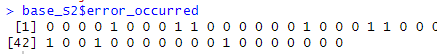 > base_S2$error_occurred
[1] 0 0 0 0 1 0 0 0 1 1 0 0 0 0 0 0 1 0 0 0 1 1 0 0 0
[42] 1 0 0 1 0 0 0 0 0 0 0 1 0 0 0 0 0 0 0